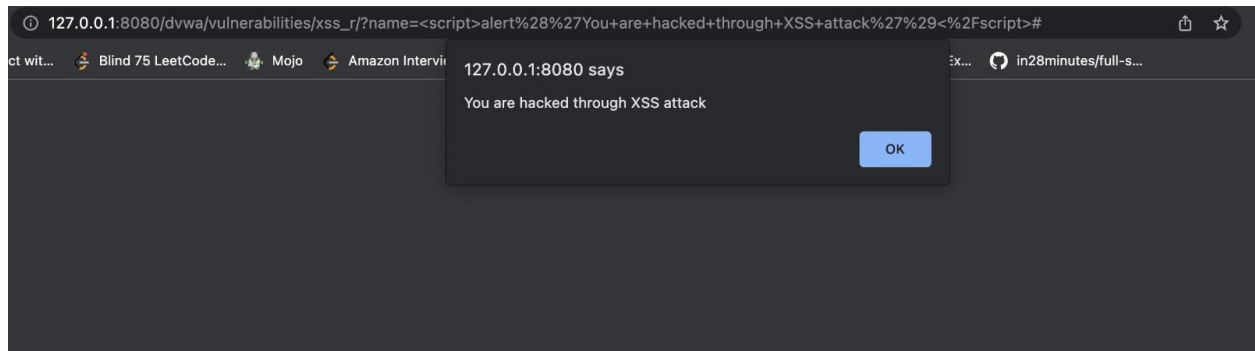 127.0.0.1:8080/dvwa/vulnerabilities/xss_r/?name=<script>alert%28%27You+are+hacked+through+XSS+attack%27%29<%2Fscript>#
ct wit... Blind 75 LeetCode... Mojo Amazon Intervi Ex... in28minutes/full-s...
127.0.0.1:8080 says
You are hacked through XSS attack
OK